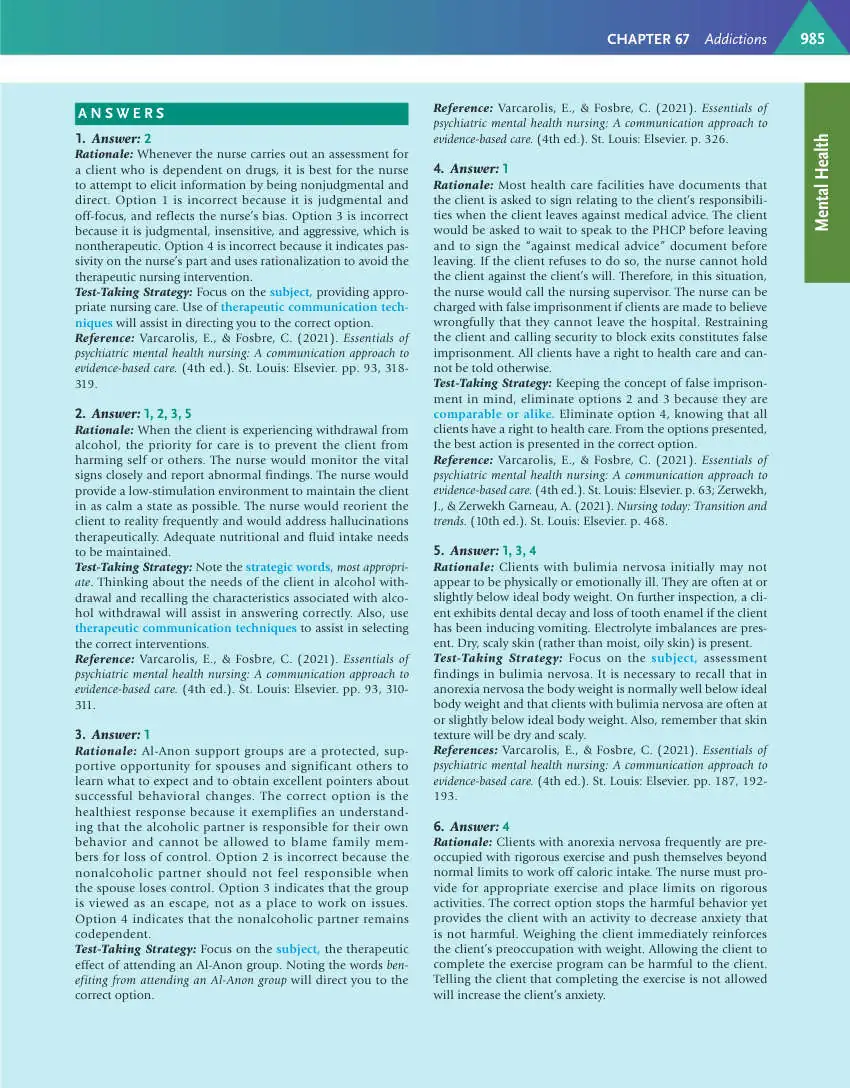 CHAPTER 67 Addictions 985
Mental Health
ANSWERS
1. Answer: 2
Rationale: Whenever the nurse carries out an assessment for
a client who is dependent on drugs, it is best for the nurse
to attempt to elicit information by being nonjudgmental and
direct. Option 1 is incorrect because it is judgmental and
off-focus, and reflects the nurse's bias. Option 3 is incorrect
because it is judgmental, insensitive, and aggressive, which is
nontherapeutic. Option 4 is incorrect because it indicates pas-
sivity on the nurse's part and uses rationalization to avoid the
therapeutic nursing intervention.
Test-Taking Strategy: Focus on the subject, providing appro-
priate nursing care. Use of therapeutic communication tech-
niques will assist in directing you to the correct option.
Reference: Varcarolis, E., & Fosbre, C. (2021). Essentials of
psychiatric mental health nursing: A communication approach to
evidence-based care. (4th ed.). St. Louis: Elsevier. pp. 93, 318-
319.
2. Answer: 1, 2, 3, 5
Rationale: When the client is experiencing withdrawal from
alcohol, the priority for care is to prevent the client from
harming self or others. The nurse would monitor the vital
signs closely and report abnormal findings. The nurse would
provide a low-stimulation environment to maintain the client
in as calm a state as possible. The nurse would reorient the
client to reality frequently and would address hallucinations
therapeutically. Adequate nutritional and fluid intake needs
to be maintained.
Test-Taking Strategy: Note the strategic words, most appropri-
ate. Thinking about the needs of the client in alcohol with-
drawal and recalling the characteristics associated with alco-
hol withdrawal will assist in answering correctly. Also, use
therapeutic communication techniques to assist in selecting
the correct interventions.
Reference: Varcarolis, E., & Fosbre, C. (2021). Essentials of
psychiatric mental health nursing: A communication approach to
evidence-based care. (4th ed.). St. Louis: Elsevier. pp. 93, 310-
311.
3. Answer: 1
Rationale: Al-Anon support groups are a protected, sup-
portive opportunity for spouses and significant others to
learn what to expect and to obtain excellent pointers about
successful behavioral changes. The correct option is the
healthiest response because it exemplifies an understand-
ing that the alcoholic partner is responsible for their own
behavior and cannot be allowed to blame family mem-
bers for loss of control. Option 2 is incorrect because the
nonalcoholic partner should not feel responsible when
the spouse loses control. Option 3 indicates that the group
is viewed as an escape, not as a place to work on issues.
Option 4 indicates that the nonalcoholic partner remains
codependent.
Test-Taking Strategy: Focus on the subject, the therapeutic
effect of attending an Al-Anon group. Noting the words ben-
efiting from attending an Al-Anon group will direct you to the
correct option.
Reference: Varcarolis, E., & Fosbre, C. (2021). Essentials of
psychiatric mental health nursing: A communication approach to
evidence-based care. (4th ed.). St. Louis: Elsevier. p. 326.
4. Answer: 1
Rationale: Most health care facilities have documents that
the client is asked to sign relating to the client's responsibili-
ties when the client leaves against medical advice. The client
would be asked to wait to speak to the PHCP before leaving
and to sign the "against medical advice" document before
leaving. If the client refuses to do so, the nurse cannot hold
the client against the client's will. Therefore, in this situation,
the nurse would call the nursing supervisor. The nurse can be
charged with false imprisonment if clients are made to believe
wrongfully that they cannot leave the hospital. Restraining
the client and calling security to block exits constitutes false
imprisonment. All clients have a right to health care and can-
not be told otherwise.
Test-Taking Strategy: Keeping the concept of false imprison-
ment in mind, eliminate options 2 and 3 because they are
comparable or alike. Eliminate option 4, knowing that all
clients have a right to health care. From the options presented,
the best action is presented in the correct option.
Reference: Varcarolis, E., & Fosbre, C. (2021). Essentials of
psychiatric mental health nursing: A communication approach to
evidence-based care. (4th ed.). St. Louis: Elsevier. p. 63; Zerwekh,
J., & Zerwekh Garneau, A. (2021). Nursing today: Transition and
trends. (10th ed.). St. Louis: Elsevier. p. 468.
5. Answer: 1, 3, 4
Rationale: Clients with bulimia nervosa initially may not
appear to be physically or emotionally ill. They are often at or
slightly below ideal body weight. On further inspection, a cli-
ent exhibits dental decay and loss of tooth enamel if the client
has been inducing vomiting. Electrolyte imbalances are pres-
ent. Dry, scaly skin (rather than moist, oily skin) is present.
Test-Taking Strategy: Focus on the subject, assessment
findings in bulimia nervosa. It is necessary to recall that in
anorexia nervosa the body weight is normally well below ideal
body weight and that clients with bulimia nervosa are often at
or slightly below ideal body weight. Also, remember that skin
texture will be dry and scaly.
References: Varcarolis, E., & Fosbre, C. (2021). Essentials of
psychiatric mental health nursing: A communication approach to
evidence-based care. (4th ed.). St. Louis: Elsevier. pp. 187, 192-
193.
6. Answer: 4
Rationale: Clients with anorexia nervosa frequently are pre-
occupied with rigorous exercise and push themselves beyond
normal limits to work off caloric intake. The nurse must pro-
vide for appropriate exercise and place limits on rigorous
activities. The correct option stops the harmful behavior yet
provides the client with an activity to decrease anxiety that
is not harmful. Weighing the client immediately reinforces
the client's preoccupation with weight. Allowing the client to
complete the exercise program can be harmful to the client.
Telling the client that completing the exercise is not allowed
will increase the client's anxiety.